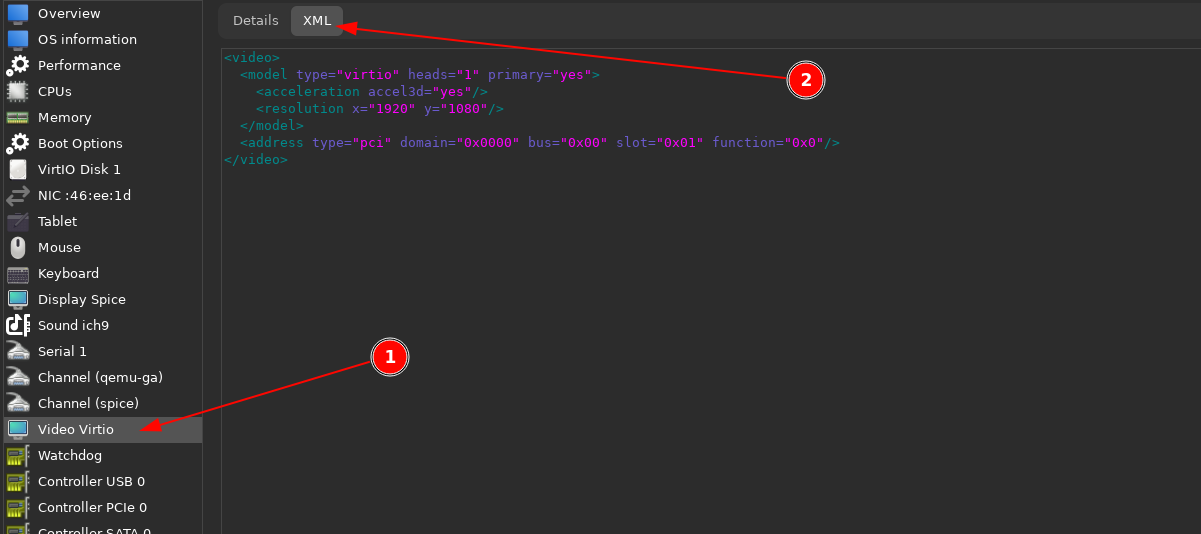 Overview
OS information
Performance
CPUs
Memory
Boot Options
VirtIO Disk 1
NIC :46:ee:1d
Tablet
Mouse
Keyboard
Display Spice
Sound ich9
Serial 1
Channel (qemu-ga)
Channel (spice)
Video Virtio
Watchdog
Controller USB 0
Controller PCIe 0
Controller SATA 0
Details XML
<video>
  <model type="virtio" heads="1" primary="yes">
    <acceleration accel3d="yes"/>
    <resolution x="1920" y="1080"/>
  </model>
  <address type="pci" domain="0x0000" bus="0x00" slot="0x01" function="0x0"/>
</video>
2
1